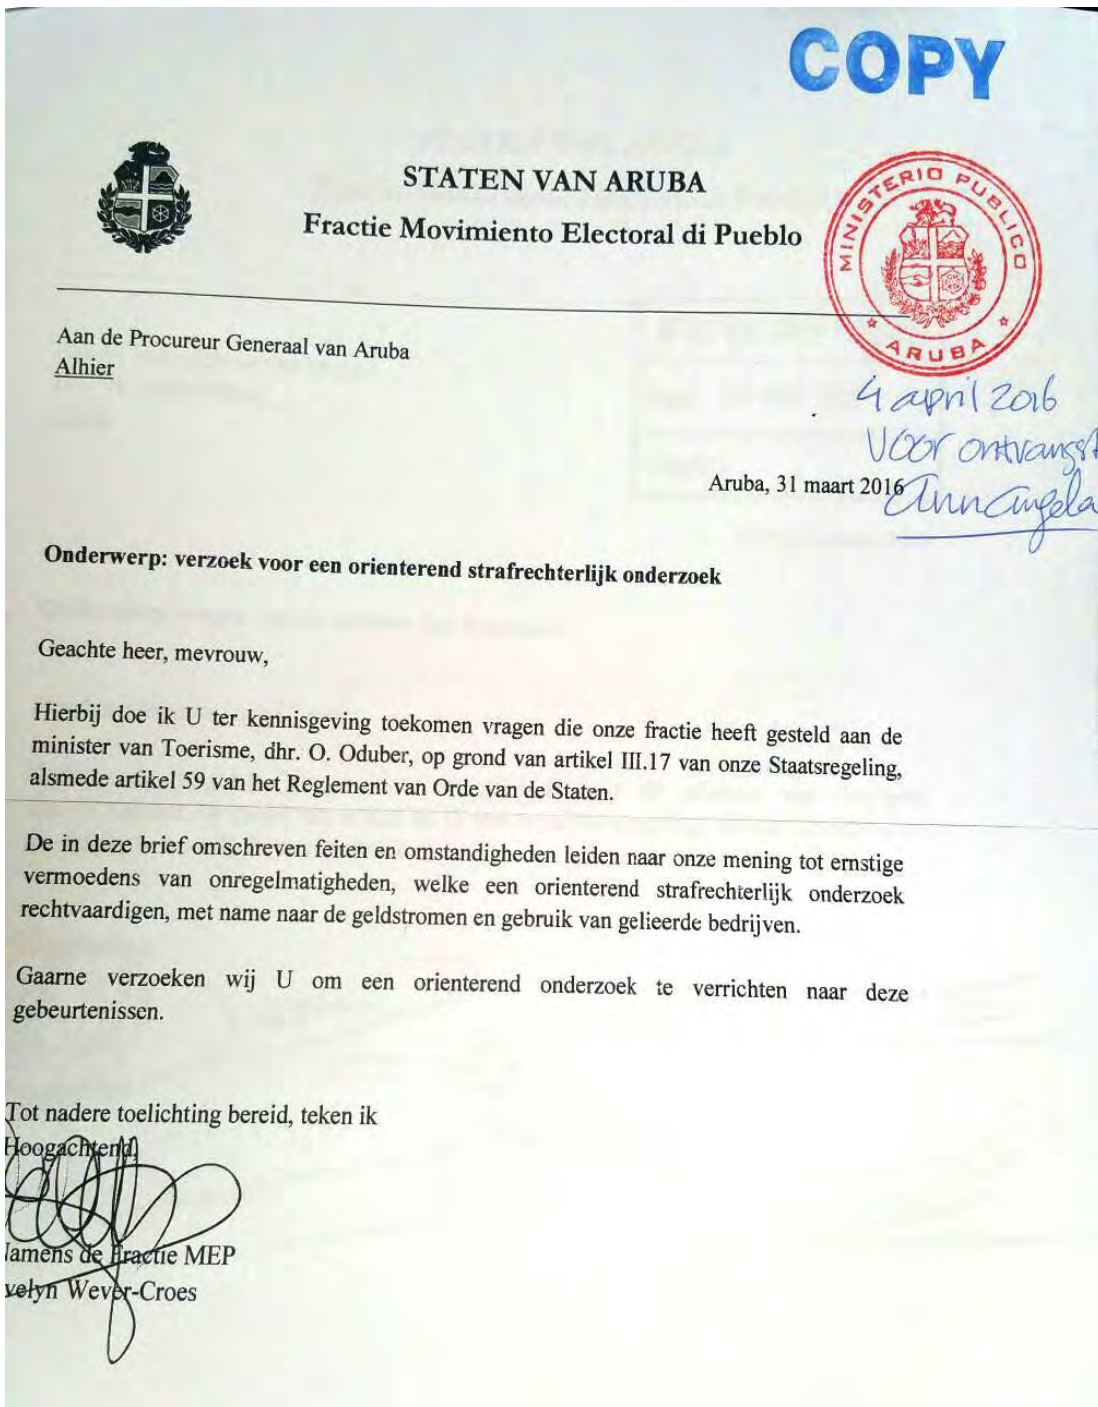 COPY
STATEN VAN ARUBA
Fractie Movimiento Electoral di Pueblo
MINISTERIO PUBLICO
ARUBA
Aan de Procureur Generaal van Aruba
Alhier
4 april 2016
Voor ontvangst
Ann Angela
Aruba, 31 maart 2016
Onderwerp: verzoek voor een orienterend strafrechterlijk onderzoek
Geachte heer, mevrouw,
Hierbij doe ik U ter kennisgeving toekomen vragen die onze fractie heeft gesteld aan de
minister van Toerisme, dhr. O. Oduber, op grond van artikel III.17 van onze Staatsregeling,
alsmede artikel 59 van het Reglement van Orde van de Staten.
De in deze brief omschreven feiten en omstandigheden leiden naar onze mening tot ernstige
vermoedens van onregelmatigheden, welke een orienterend strafrechterlijk onderzoek
rechtvaardigen, met name naar de geldstromen en gebruik van gelieerde bedrijven.
Gaarne verzoeken wij U om een orienterend onderzoek te verrichten naar deze
gebeurtenissen.
Tot nadere toelichting bereid, teken ik
Hoogachtend,
amens de Fractie MEP
velyn Wever-Croes